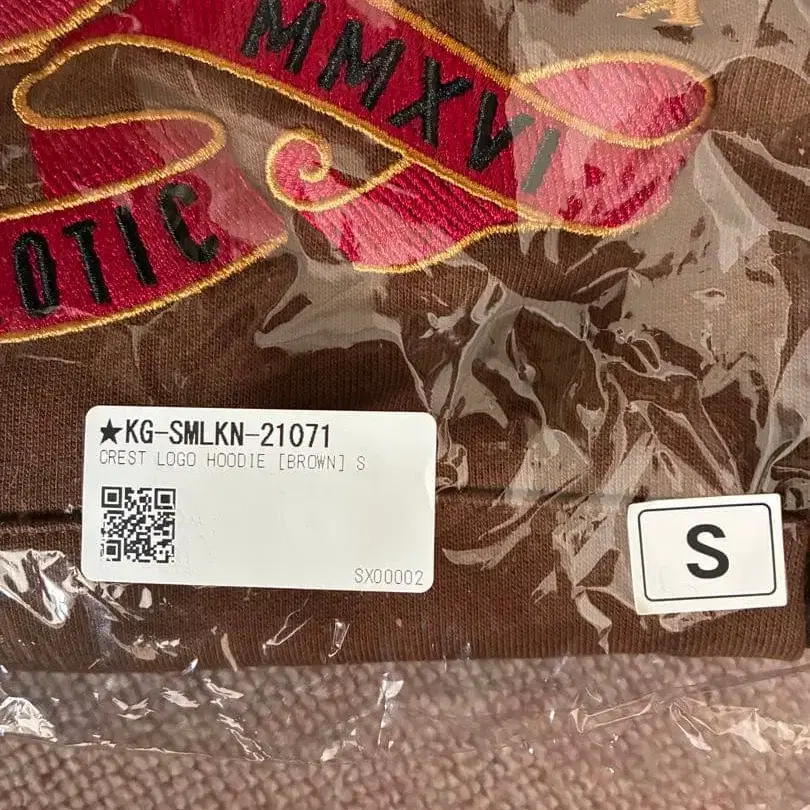 MMXVI
OTIC
★KG-SMLKN-21071
CREST LOGO HOODIE [BROWN] S
SX00002
S